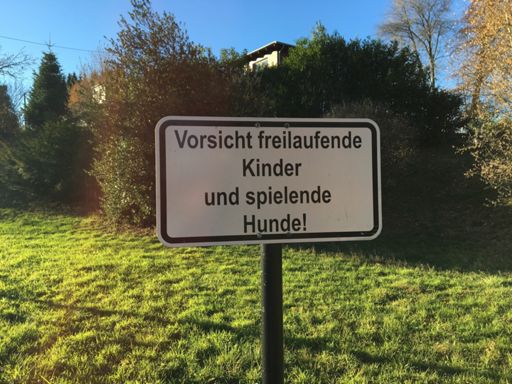 Vorsicht freilaufende
Kinder
und spielende
Hunde!